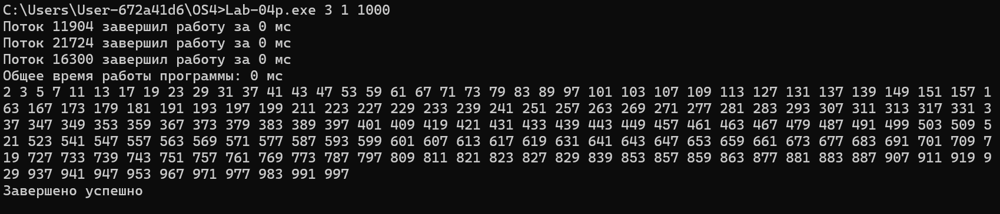 C:\Users\User-672a41d6\OS4>Lab-04p.exe 3 1 1000
Поток 11904 завершил работу за 0 мс
Поток 21724 завершил работу за 0 мс
Поток 16300 завершил работу за 0 мс
Общее время работы программы: 0 мс
2 3 5 7 11 13 17 19 23 29 31 37 41 43 47 53 59 61 67 71 73 79 83 89 97 101 103 107 109 113 127 131 137 139 149 151 157 1
63 167 173 179 181 191 193 197 199 211 223 227 229 233 239 241 251 257 263 269 271 277 281 283 293 307 311 313 317 331 3
37 347 349 353 359 367 373 379 383 389 397 401 409 419 421 431 433 439 443 449 457 461 463 467 479 487 491 499 503 509 5
21 523 541 547 557 563 569 571 577 587 593 599 601 607 613 617 619 631 641 643 647 653 659 661 673 677 683 691 701 709 7
19 727 733 739 743 751 757 761 769 773 787 797 809 811 821 823 827 829 839 853 857 859 863 877 881 883 887 907 911 919 9
29 937 941 947 953 967 971 977 983 991 997
Завершено успешно